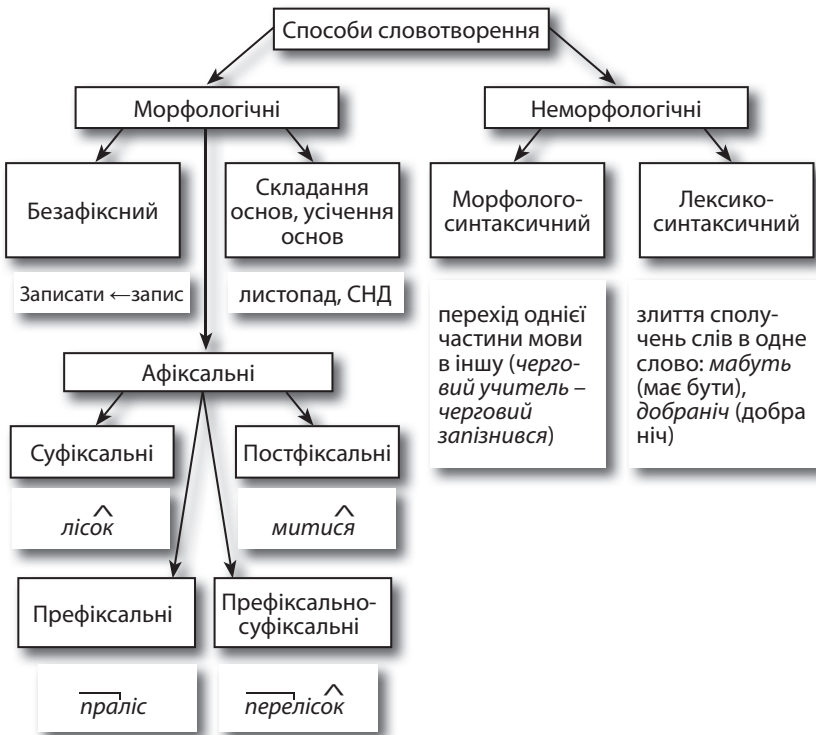 Способи словотворення
Морфологічні
Неморфологічні
Безафіксний
Складання
основ, усічення
основ
Морфолого-
синтаксичний
Лексико-
синтаксичний
Записати ←запис
листопад, СНД
перехід однієї
частини мови
в іншу (черго-
вий учитель –
черговий
запізнився)
злиття сполу-
чень слів в одне
слово: мабуть
(має бути),
добраніч (добра
ніч)
Афіксальні
Суфіксальні
Постфіксальні
лісок
митися
Префіксальні
Префіксально-
суфіксальні
праліс
перелісок